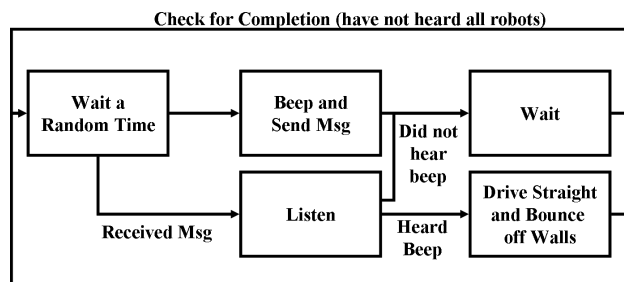 Check for Completion (have not heard all robots)
Wait a
Random Time
Beep and
Send Msg
Did not
hear
beep
Wait
Received Msg
Listen
Heard
Beep
Drive Straight
and Bounce
off Walls